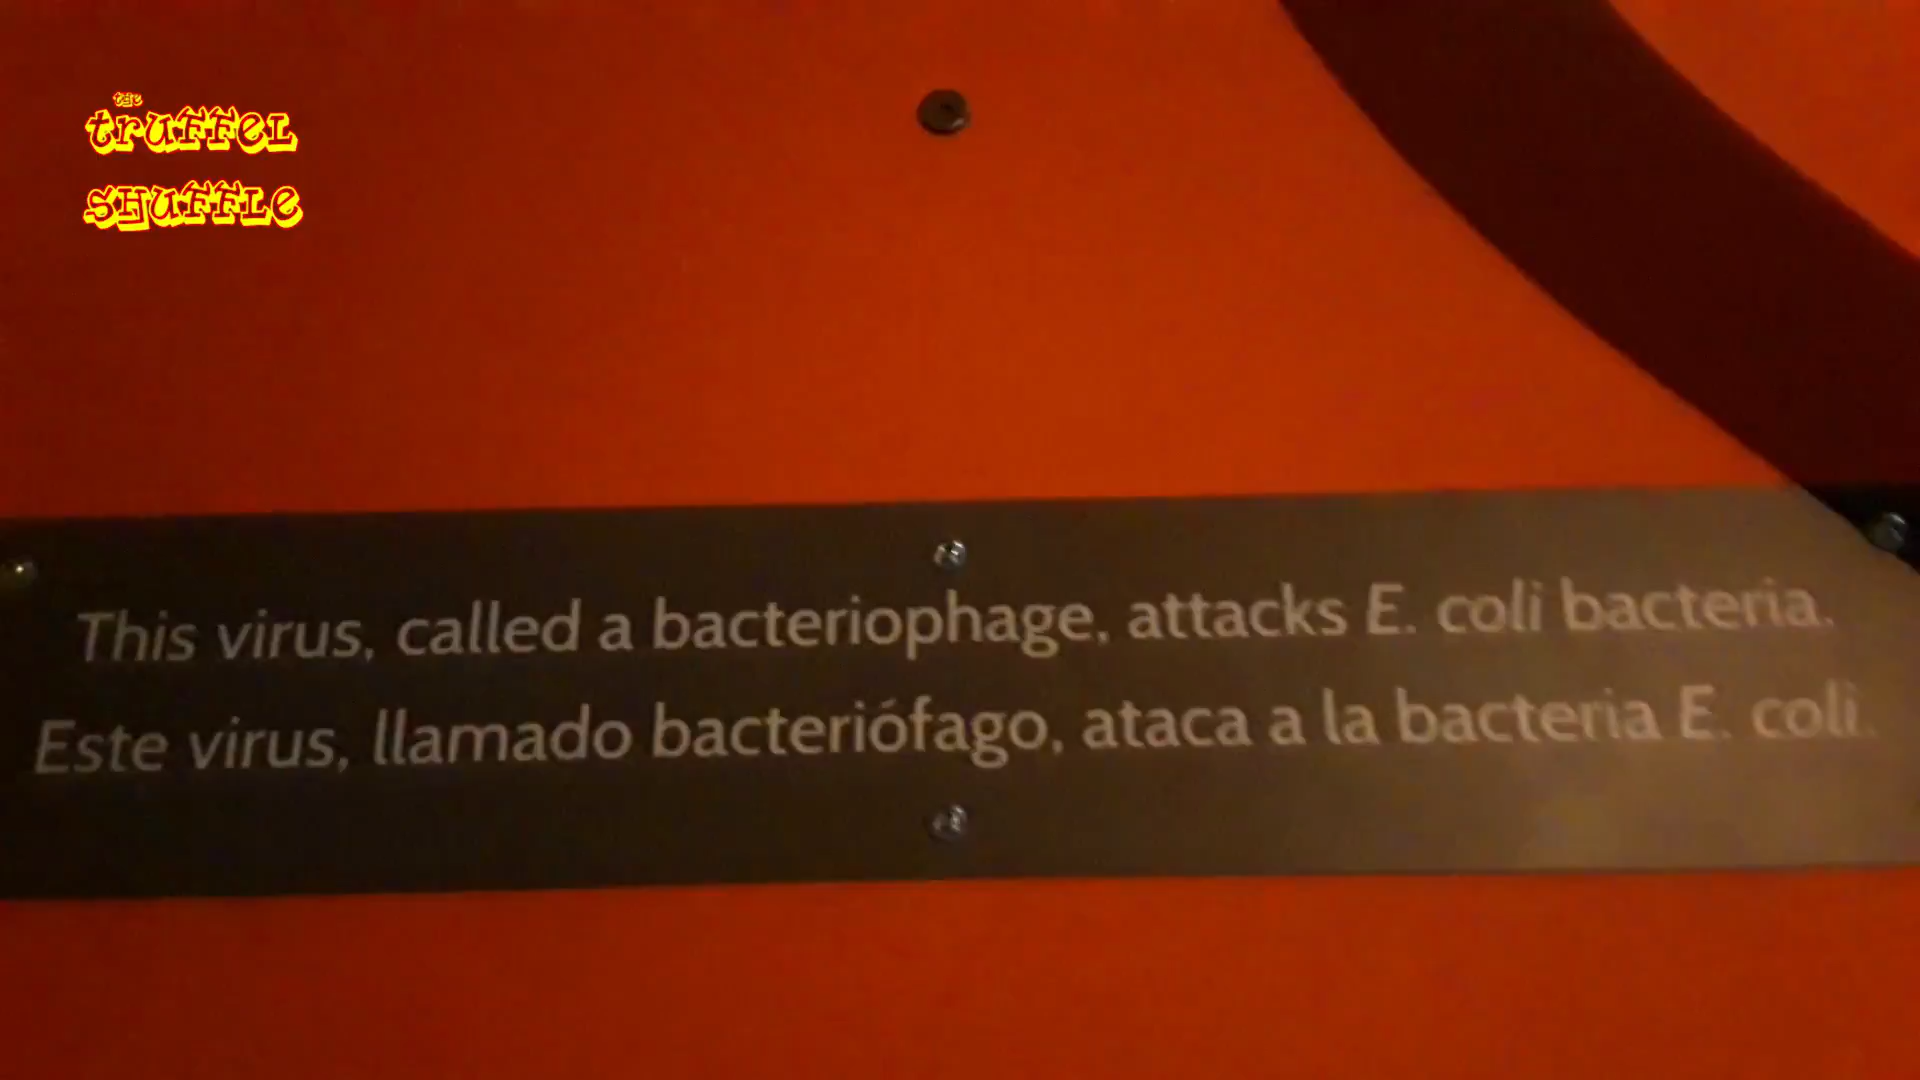 the
truffel
shuffle
This virus, called a bacteriophage, attacks E. coli bacteria.
Este virus, llamado bacteriófago, ataca a la bacteria E. coli.